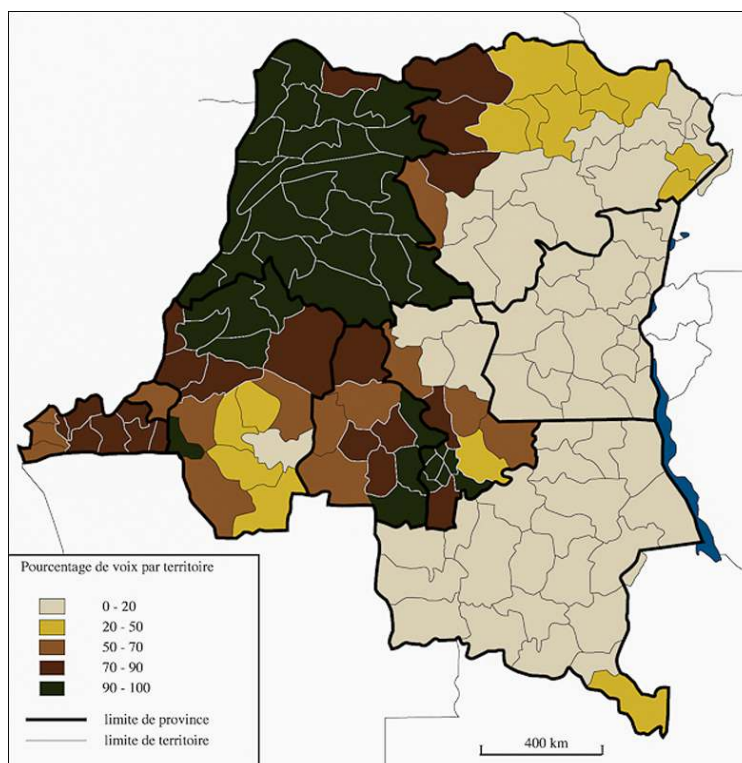 Pourcentage de voix par territoire
0 - 20
20 - 50
50 - 70
70 - 90
90 - 100
limite de province
limite de territoire
400 km